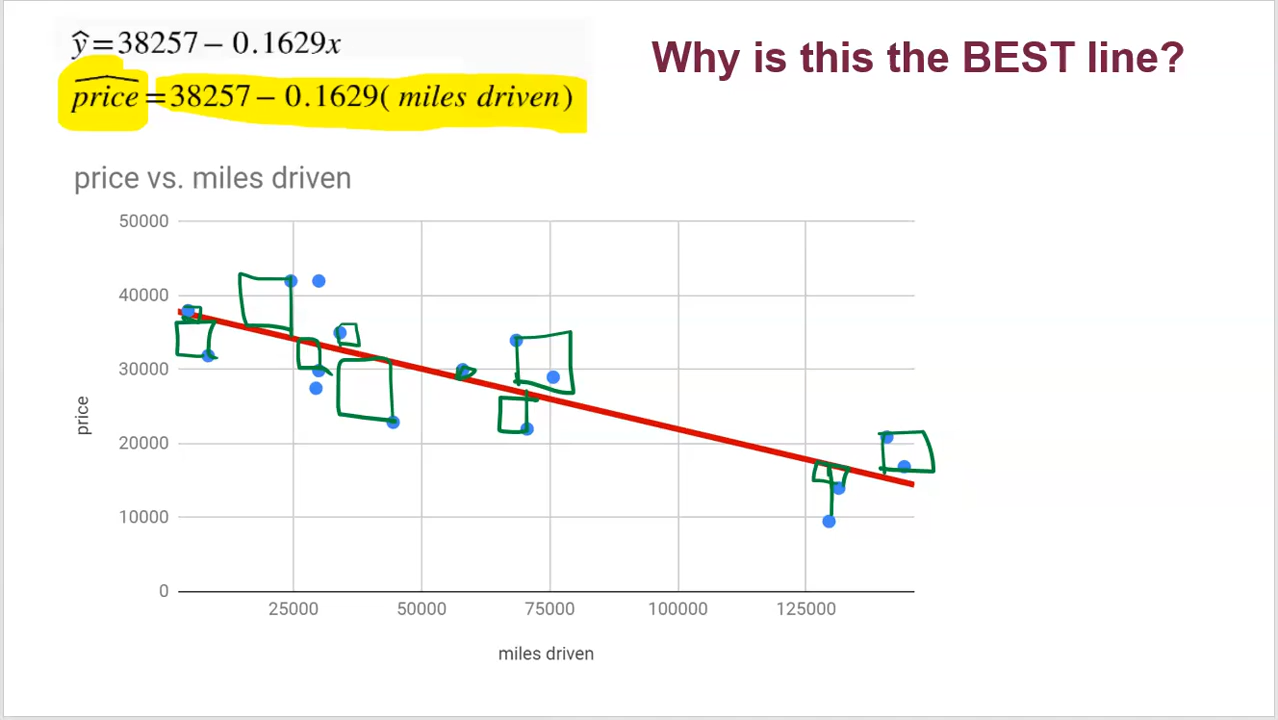 ŷ = 38257 − 0.1629x
Why is this the BEST line?
price = 38257 − 0.1629( miles driven)
price vs. miles driven
50000
40000
30000
20000
10000
0
price
25000 50000 75000 100000 125000
miles driven